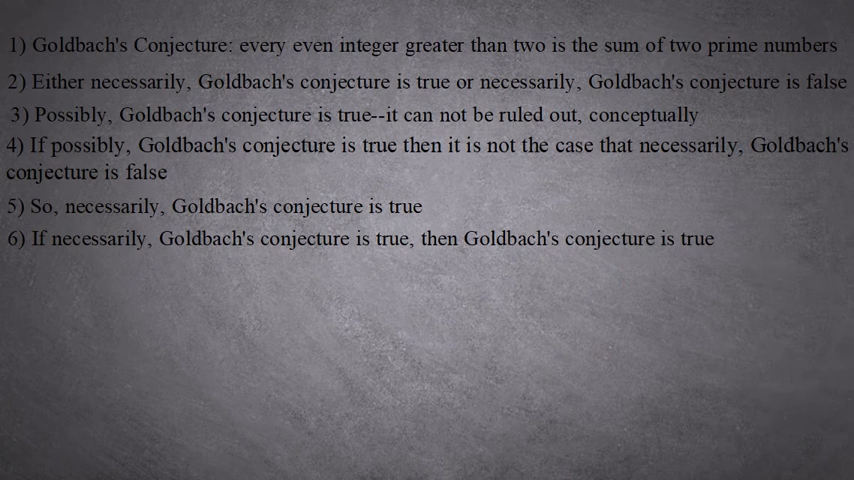 1) Goldbach's Conjecture: every even integer greater than two is the sum of two prime numbers
2) Either necessarily, Goldbach's conjecture is true or necessarily, Goldbach's conjecture is false
3) Possibly, Goldbach's conjecture is true--it can not be ruled out, conceptually
4) If possibly, Goldbach's conjecture is true then it is not the case that necessarily, Goldbach's
conjecture is false
5) So, necessarily, Goldbach's conjecture is true
6) If necessarily, Goldbach's conjecture is true, then Goldbach's conjecture is true